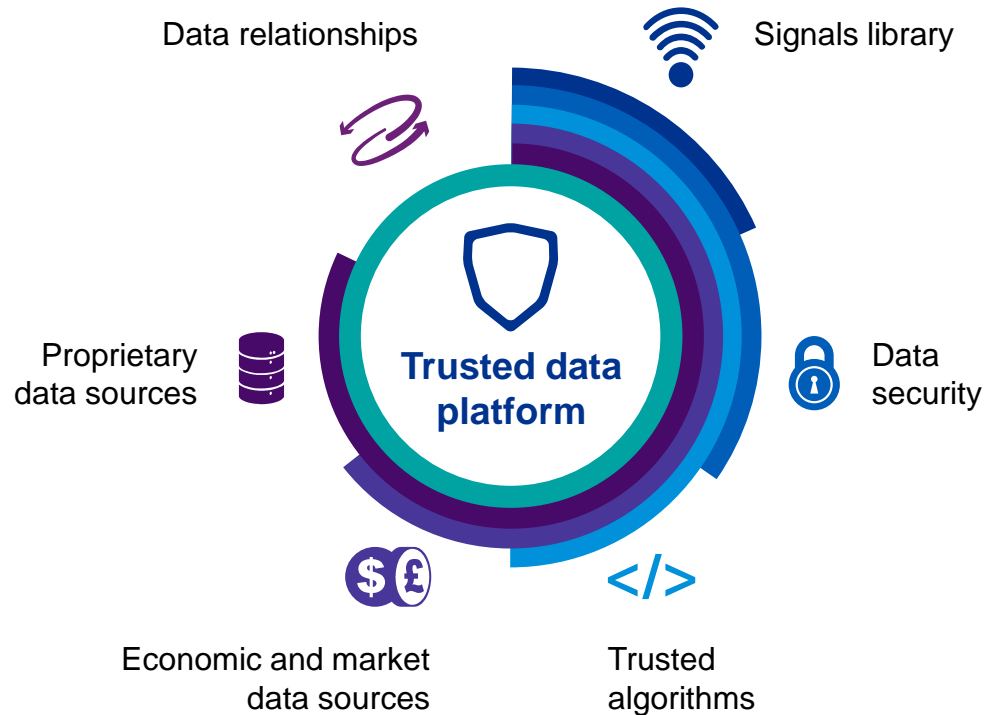 Data relationships
Signals library
Trusted data
platform
Proprietary
data sources
Data
security
$ £
</>
Economic and market
data sources
Trusted
algorithms